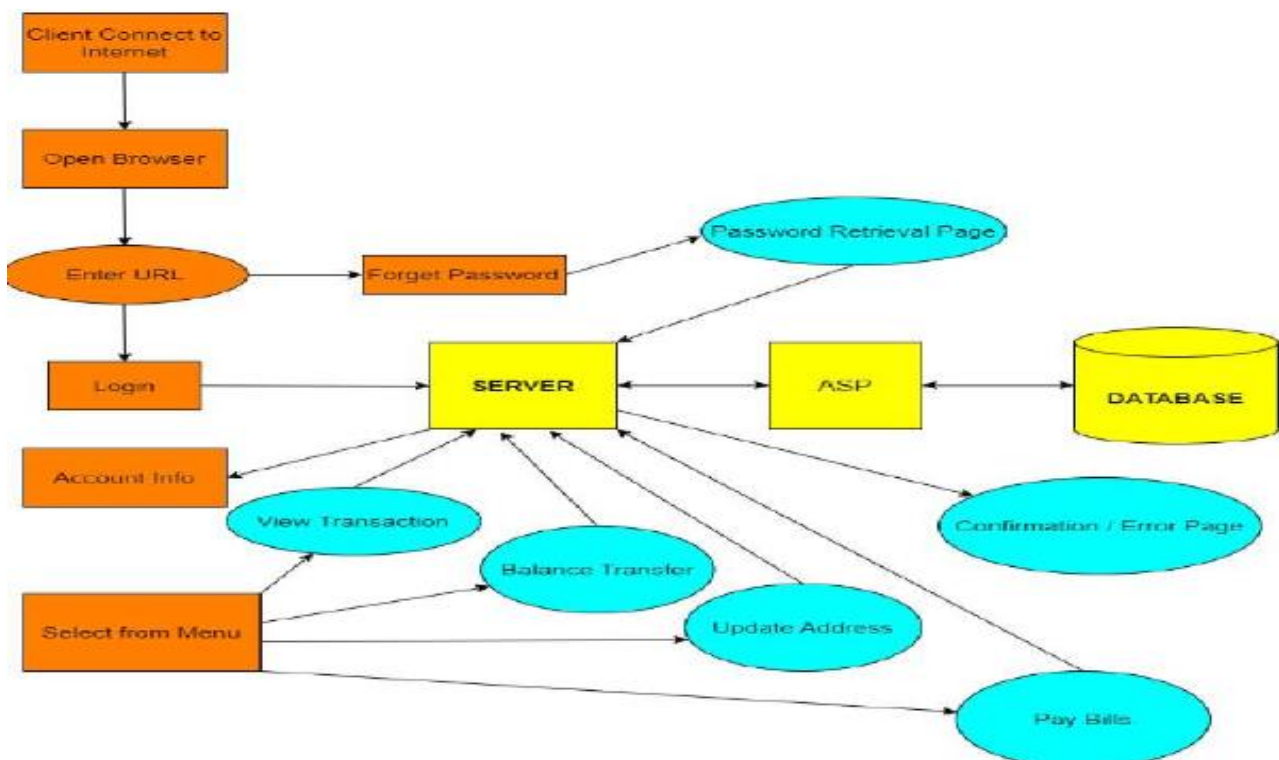 Client Connect to
Internet
Open Browser
Enter URL
Forget Password
Password Retrieval Page
Login
SERVER
ASP
DATABASE
Account Info
View Transaction
Balance Transfer
Confirmation / Error Page
Select from Menu
Update Address
Pay Bills